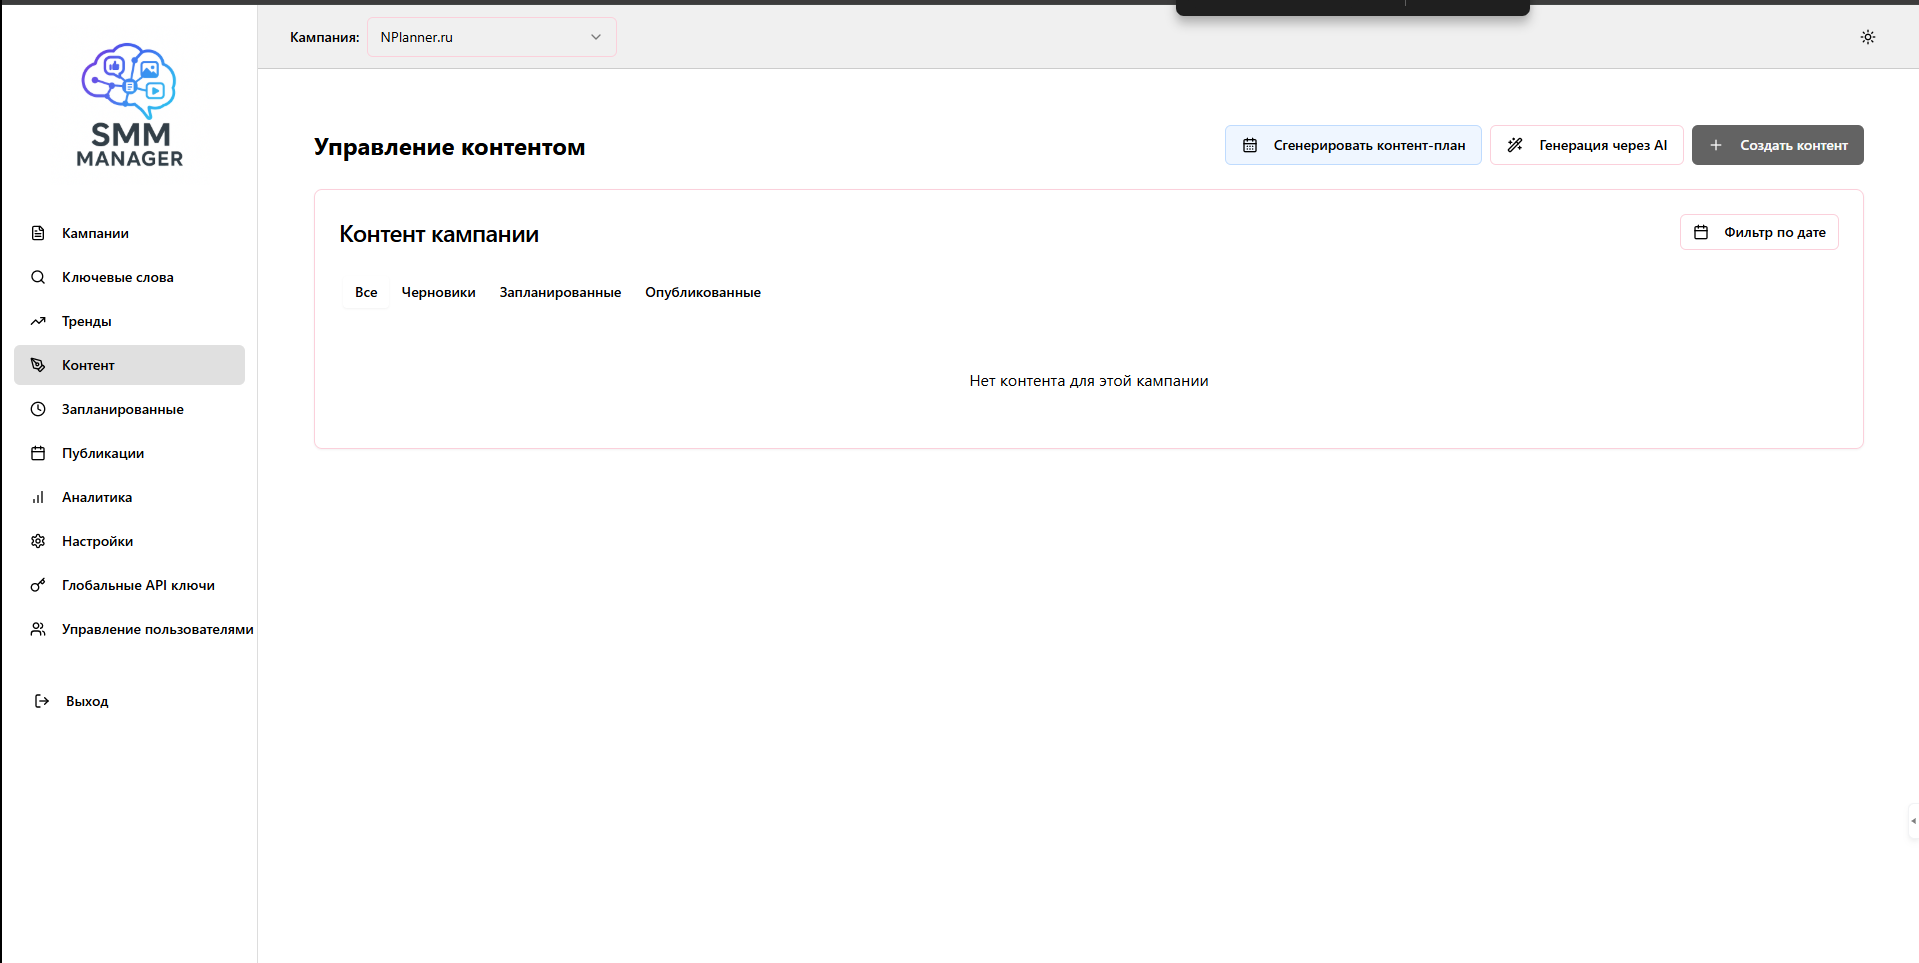 SMM
MANAGER
Кампании
Ключевые слова
Тренды
Контент
Запланированные
Публикации
Аналитика
Настройки
Глобальные API ключи
Управление пользователями
Выход
Кампания: NPlanner.ru
Управление контентом
Сгенерировать контент-план
Генерация через AI
Создать контент
Контент кампании
Фильтр по дате
Все Черновики Запланированные Опубликованные
Нет контента для этой кампании